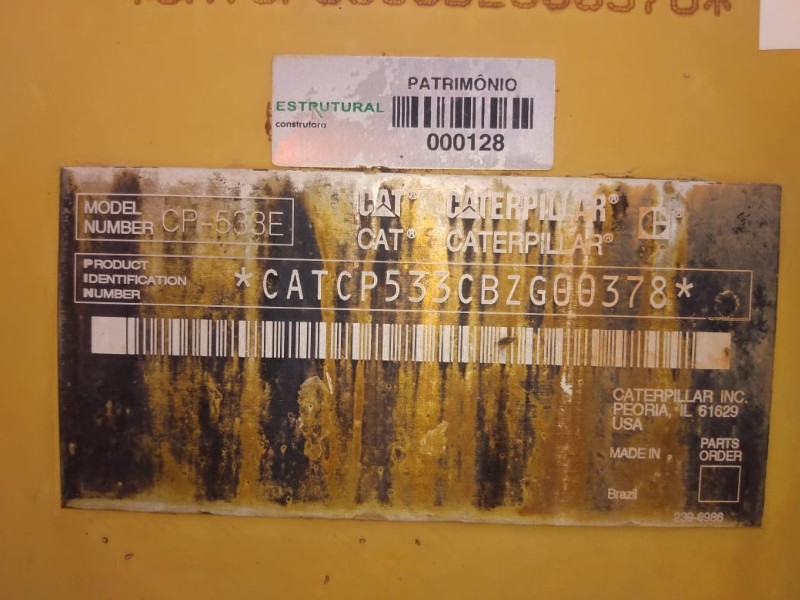 PATRIMÔNIO
ESTRUTURAL
construtora
000128
MODEL
NUMBER CP-533E
CAT® CATERPILLAR®
CAT® CATERPILLAR®
PRODUCT
IDENTIFICATION
NUMBER
*CATCP533CBZG00378*
CATERPILLAR INC.
PEORIA, IL 61629
USA
MADE IN
PARTS
ORDER
Brazil
239-6986